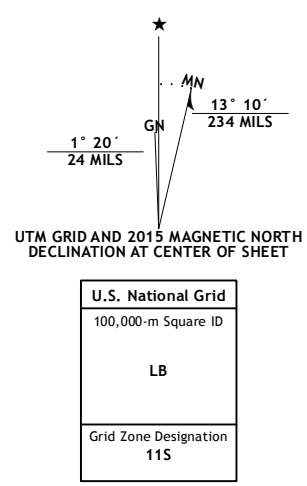 ★
MN
GN
13° 10´
234 MILS
1° 20´
24 MILS
UTM GRID AND 2015 MAGNETIC NORTH
DECLINATION AT CENTER OF SHEET
U.S. National Grid
100,000-m Square ID
LB
Grid Zone Designation
11S